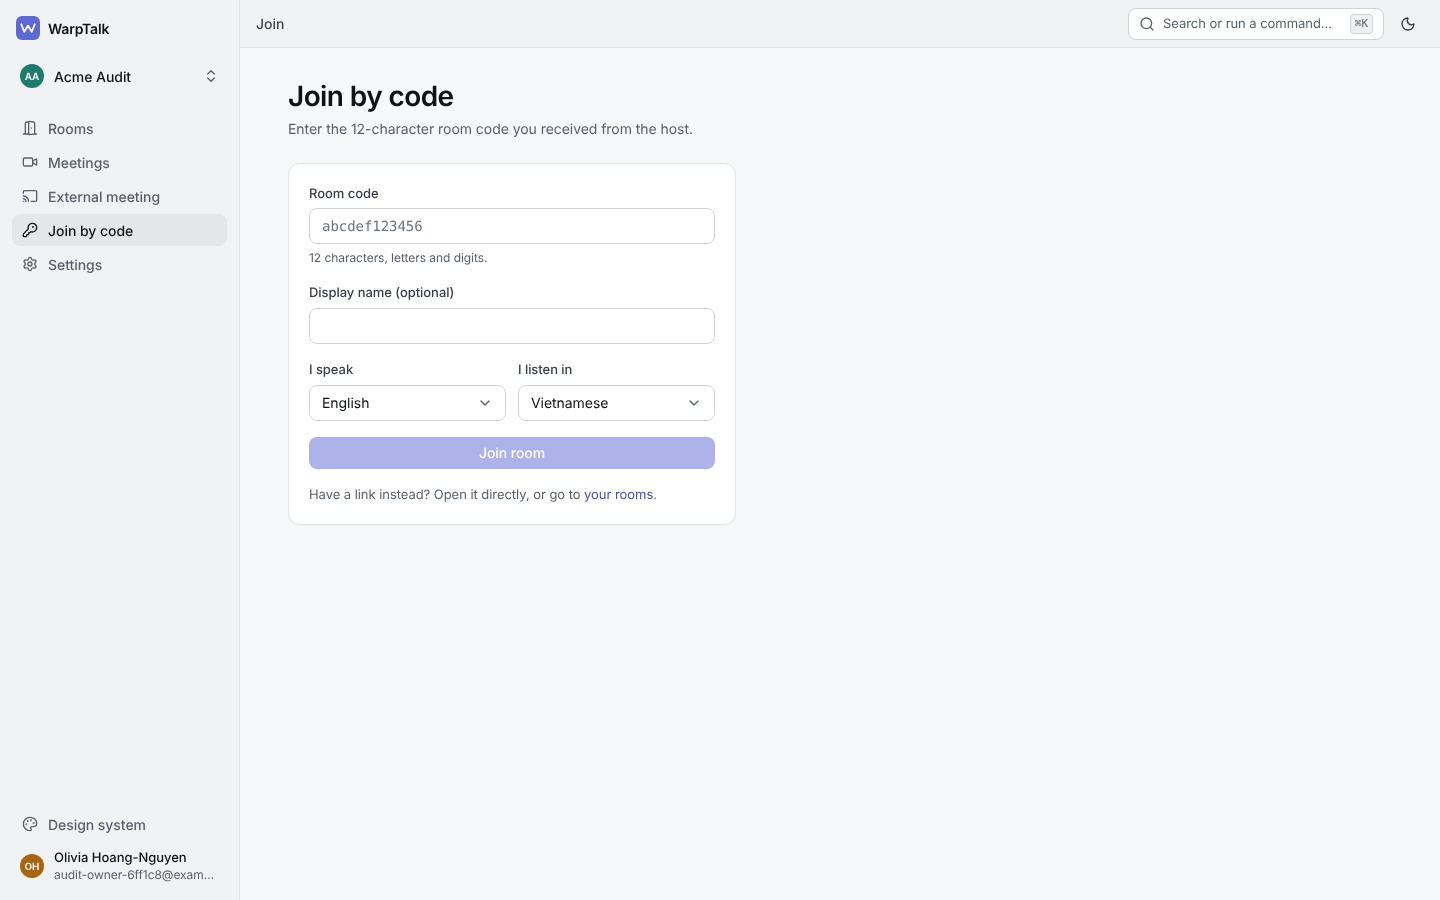 WarpTalk
AA
Acme Audit
Rooms
Meetings
External meeting
Join by code
Settings
Design system
OH
Olivia Hoang-Nguyen
audit-owner-6ff1c8@exam...
Join
Search or run a command...
⌘K
Join by code
Enter the 12-character room code you received from the host.
Room code
abcdef123456
12 characters, letters and digits.
Display name (optional)
I speak
I listen in
English
Vietnamese
Join room
Have a link instead? Open it directly, or go to your rooms.